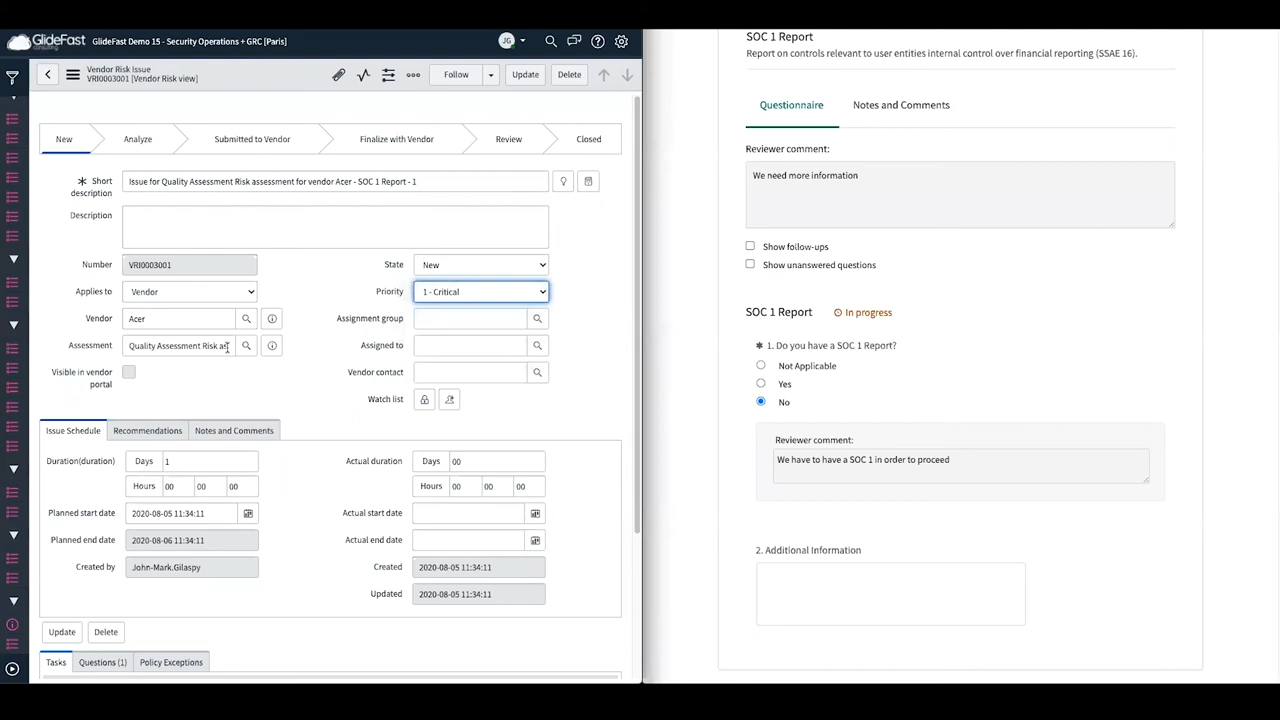 GlideFast
consulting
GlideFast Demo 15 - Security Operations + GRC [Paris]
JG
Vendor Risk Issue
VRI0003001 [Vendor Risk view]
Follow
Update
Delete
New
Analyze
Submitted to Vendor
Finalize with Vendor
Review
Closed
Short description
Issue for Quality Assessment Risk assessment for vendor Acer - SOC 1 Report - 1
Description
Number
VRI0003001
State
New
Applies to
Vendor
Priority
1 - Critical
Vendor
Acer
Assignment group
Assessment
Quality Assessment Risk as
Assigned to
Visible in vendor portal
Vendor contact
Watch list
Issue Schedule
Recommendations
Notes and Comments
Duration(duration)
Days 1
Actual duration
Days 00
Hours 00 00 00
Hours 00 00 00
Planned start date
2020-08-05 11:34:11
Actual start date
Planned end date
2020-08-06 11:34:11
Actual end date
Created by
John-Mark.Gilaspy
Created
2020-08-05 11:34:11
Updated
2020-08-05 11:34:11
Update
Delete
Tasks
Questions (1)
Policy Exceptions
SOC 1 Report
Report on controls relevant to user entities internal control over financial reporting (SSAE 16).
Questionnaire
Notes and Comments
Reviewer comment:
We need more information
Show follow-ups
Show unanswered questions
SOC 1 Report
In progress
✱ 1. Do you have a SOC 1 Report?
Not Applicable
Yes
No
Reviewer comment:
We have to have a SOC 1 in order to proceed
2. Additional Information